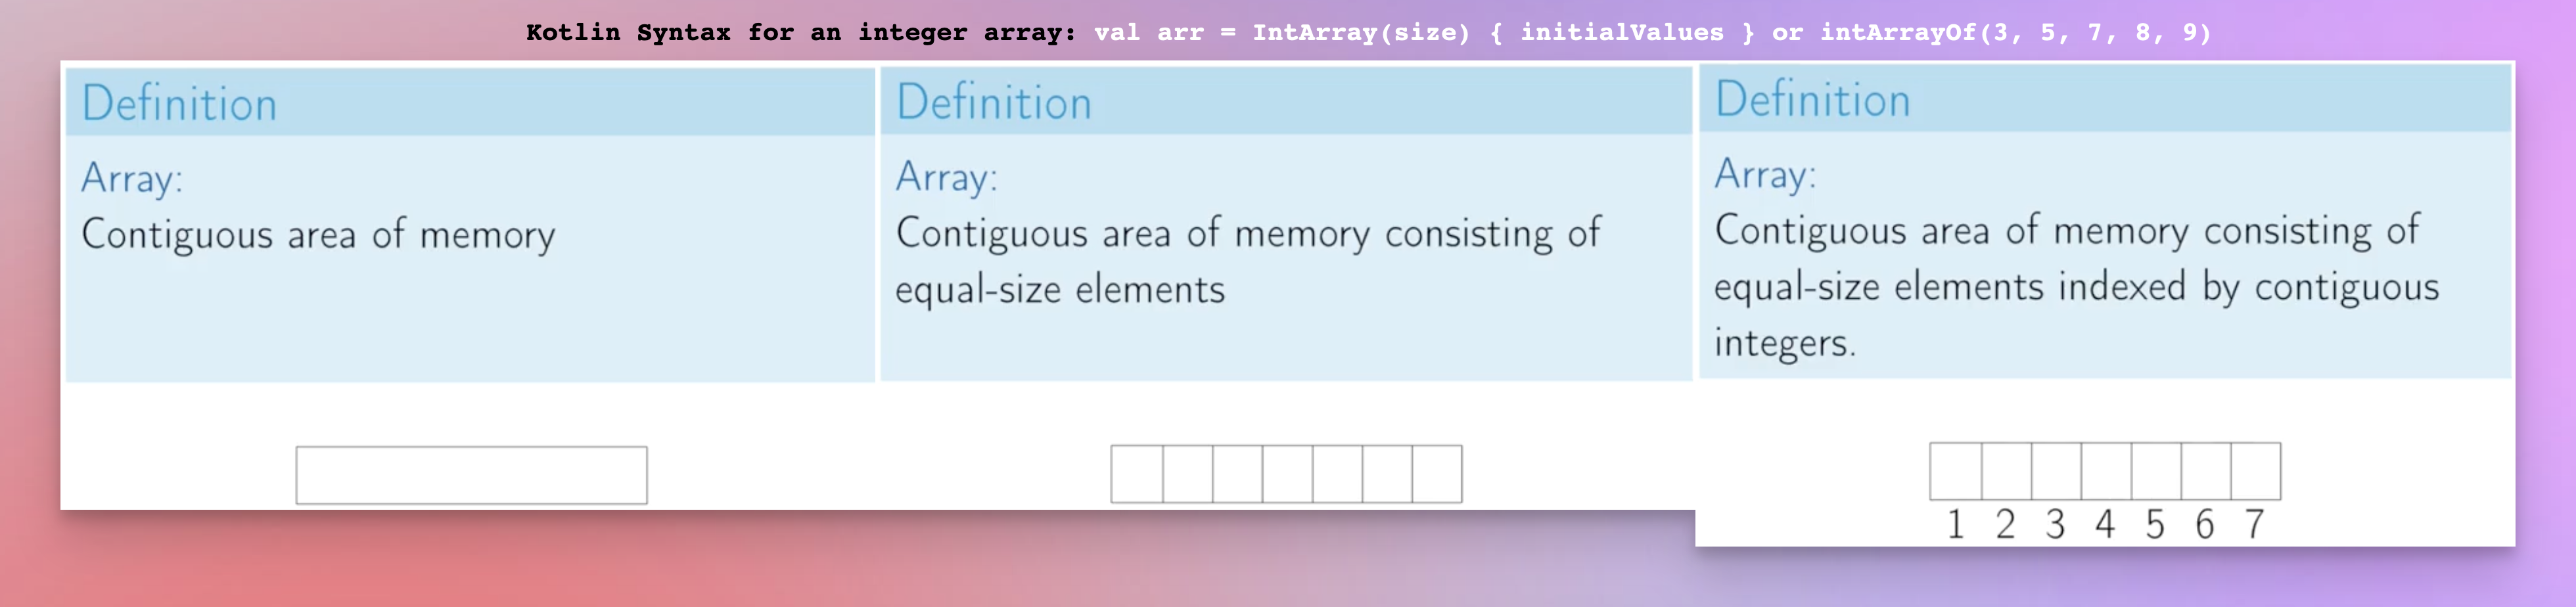 Kotlin Syntax for an integer array: val arr = IntArray(size) { initialValues } or intArrayOf(3, 5, 7, 8, 9)
Definition
Array:
Contiguous area of memory
Definition
Array:
Contiguous area of memory consisting of
equal-size elements
Definition
Array:
Contiguous area of memory consisting of
equal-size elements indexed by contiguous
integers.
1 2 3 4 5 6 7